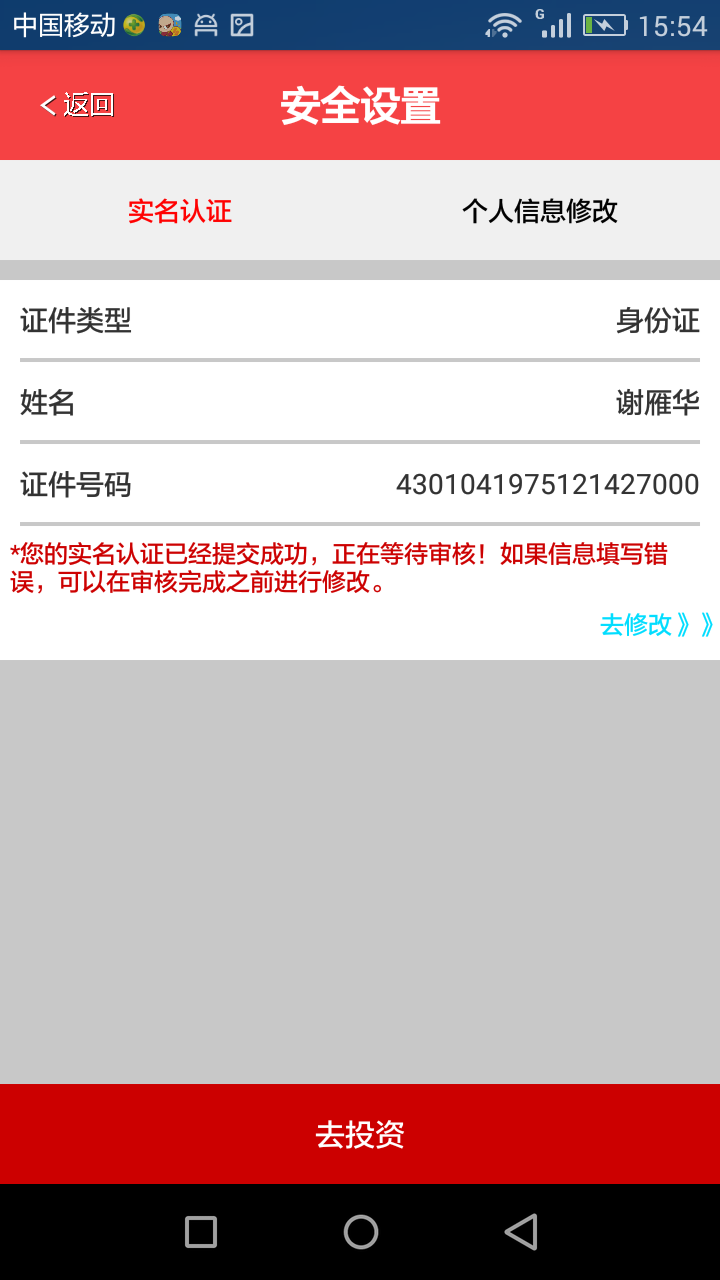 中国移动 G 15:54
<返回 安全设置
实名认证 个人信息修改
证件类型 身份证
姓名 谢雁华
证件号码 4301041975121427000
*您的实名认证已经提交成功，正在等待审核！如果信息填写错
误，可以在审核完成之前进行修改。
去修改》》
去投资